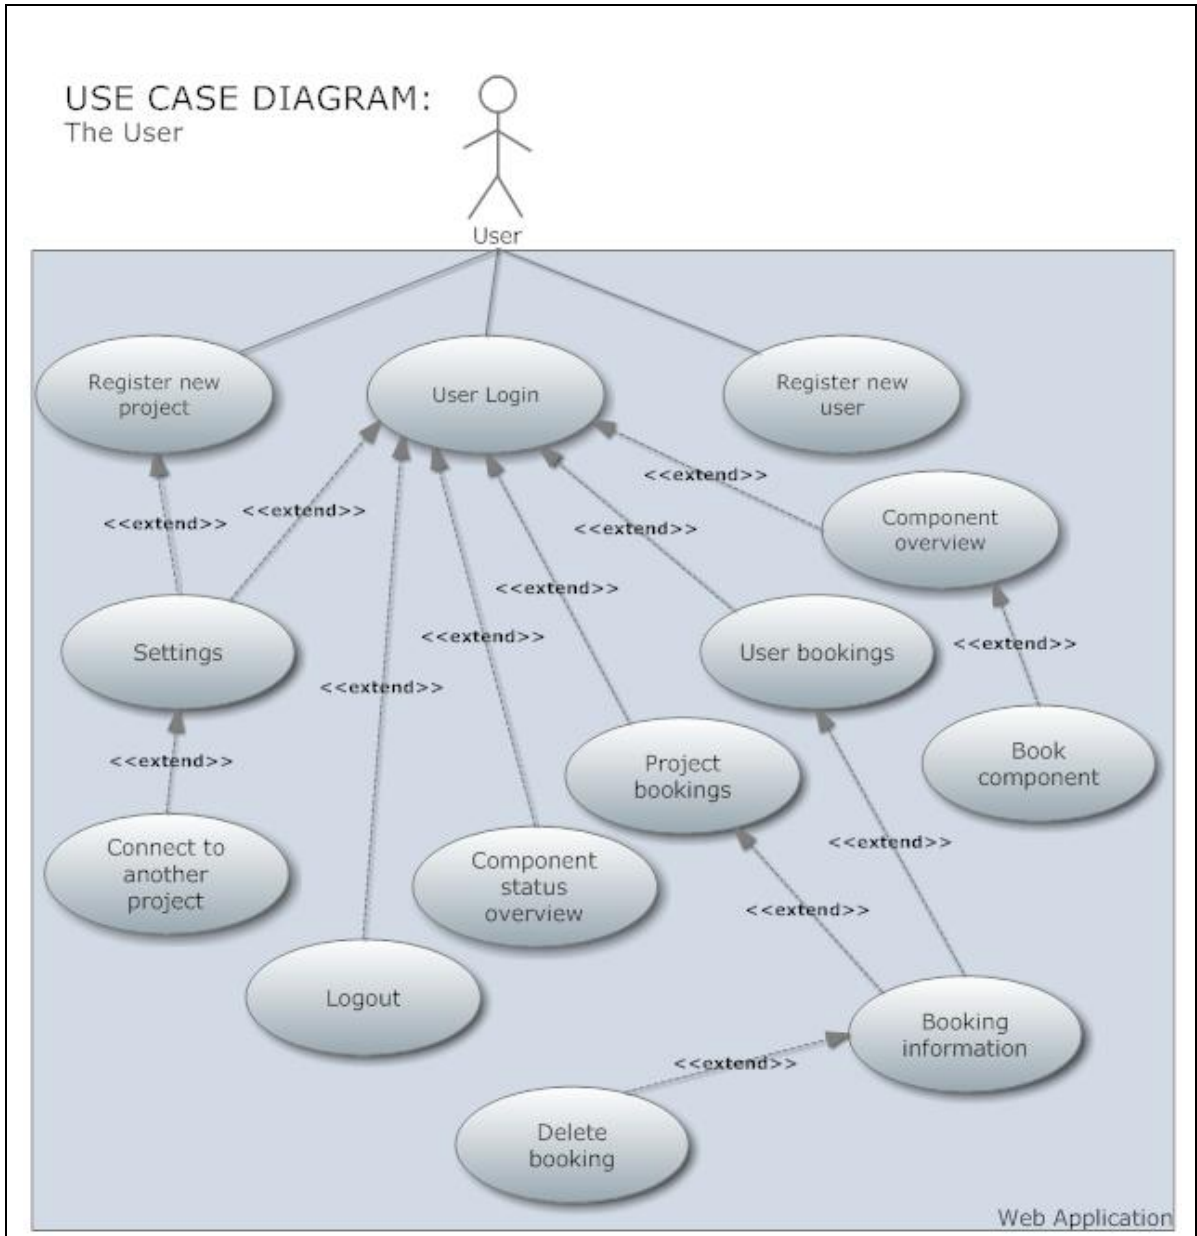 USE CASE DIAGRAM:
The User
User
Register new
project
User Login
Register new
user
<<extend>>
<<extend>>
<<extend>>
<<extend>>
Component
overview
<<extend>>
<<extend>>
<<extend>>
<<extend>>
Settings
User bookings
<<extend>>
<<extend>>
Project
bookings
Book
component
Connect to
another
project
Component
status
overview
<<extend>>
<<extend>>
Logout
Booking
information
<<extend>>
Delete
booking
Web Application